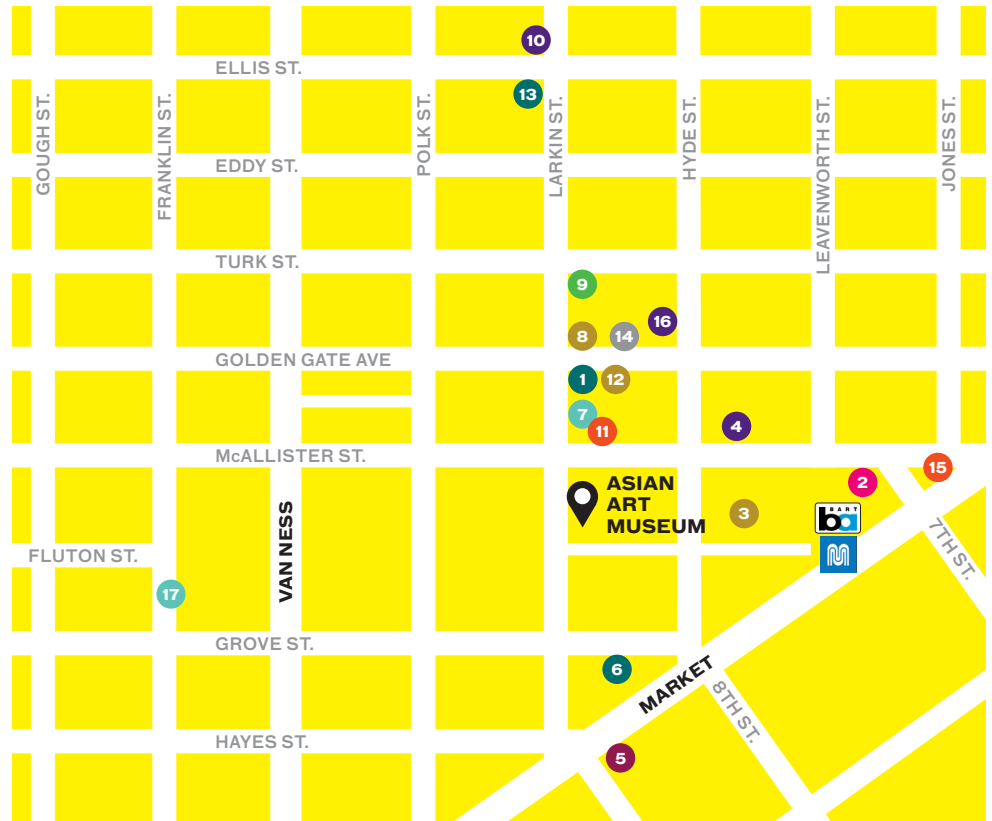 10
ELLIS ST.
13
GOUGH ST.
FRANKLIN ST.
POLK ST.
LARKIN ST.
HYDE ST.
LEAVENWORTH ST.
JONES ST.
EDDY ST.
TURK ST.
9
16
8
14
GOLDEN GATE AVE
1
12
7
11
4
McALLISTER ST.
15
2
ASIAN
ART
MUSEUM
3
BART
ba
M
7TH ST.
VAN NESS
FLUTON ST.
17
GROVE ST.
6
MARKET
8TH ST.
HAYES ST.
5